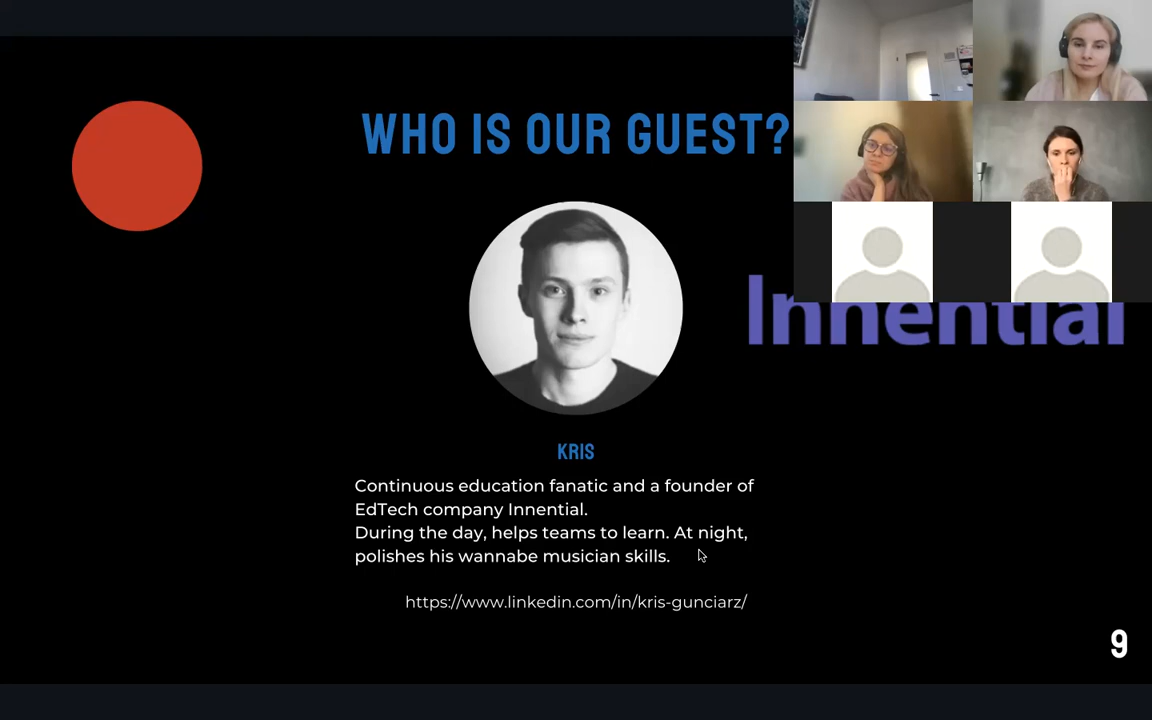 WHO IS OUR GUEST?
Innential
KRIS
Continuous education fanatic and a founder of
EdTech company Innential.
During the day, helps teams to learn. At night,
polishes his wannabe musician skills.
https://www.linkedin.com/in/kris-gunciarz/
9